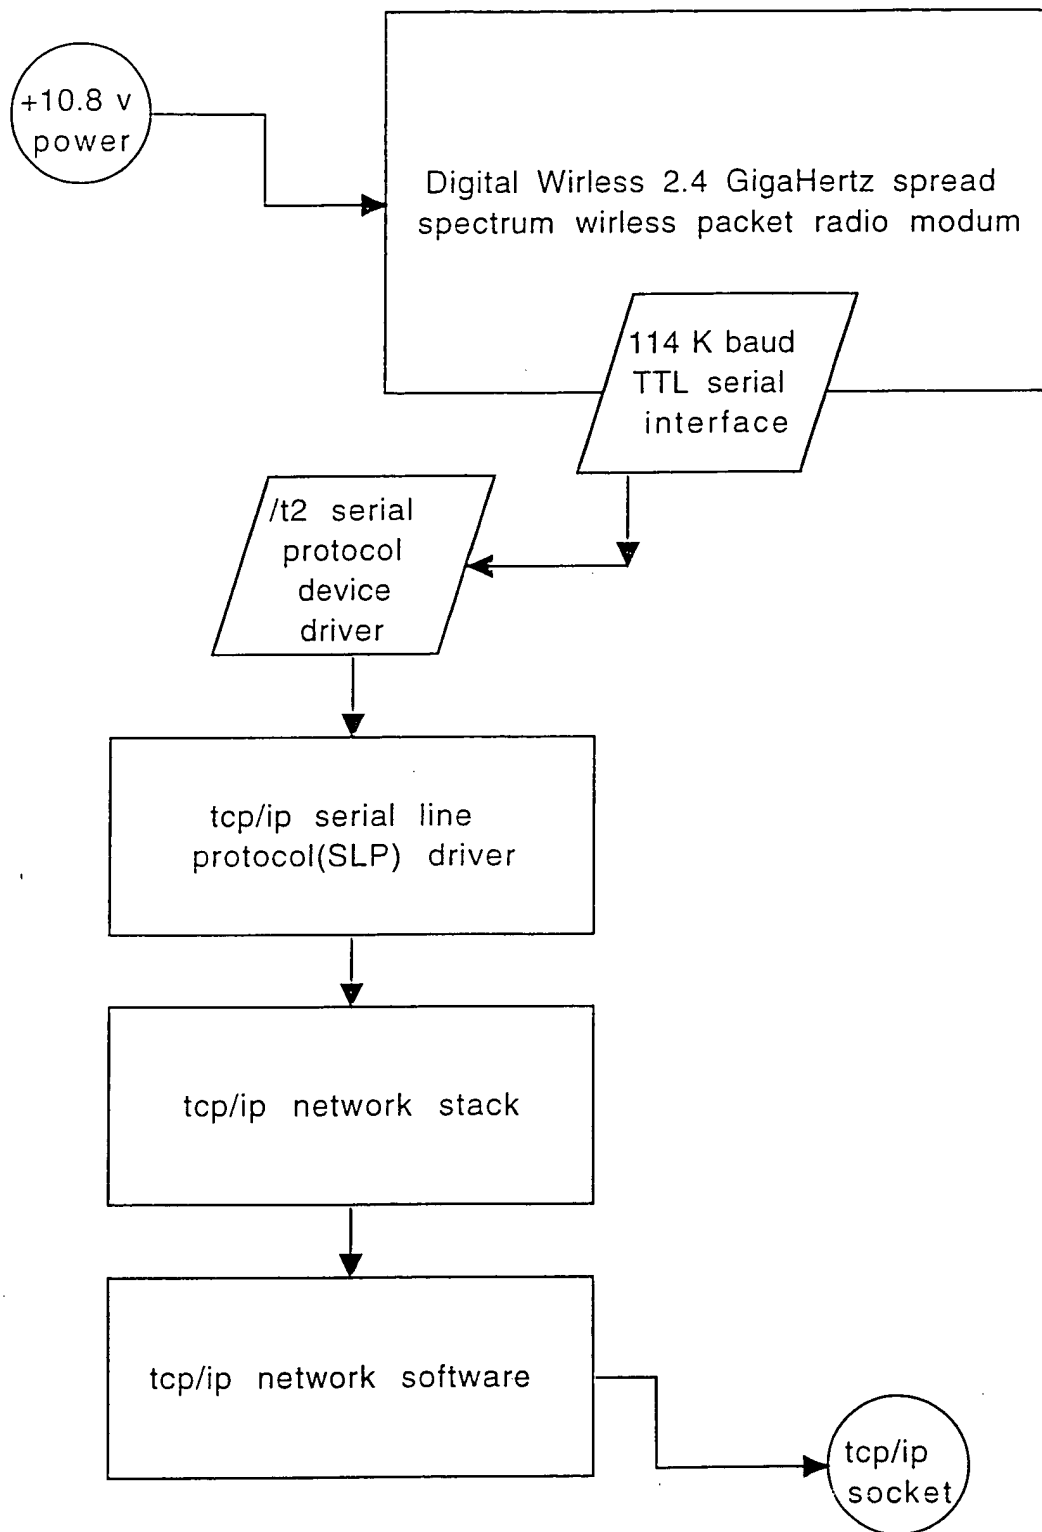 +10.8 v
power
Digital Wirless 2.4 GigaHertz spread
spectrum wirless packet radio modum
114 K baud
TTL serial
interface
/t2 serial
protocol
device
driver
tcp/ip serial line
protocol(SLP) driver
tcp/ip network stack
tcp/ip network software
tcp/ip
socket